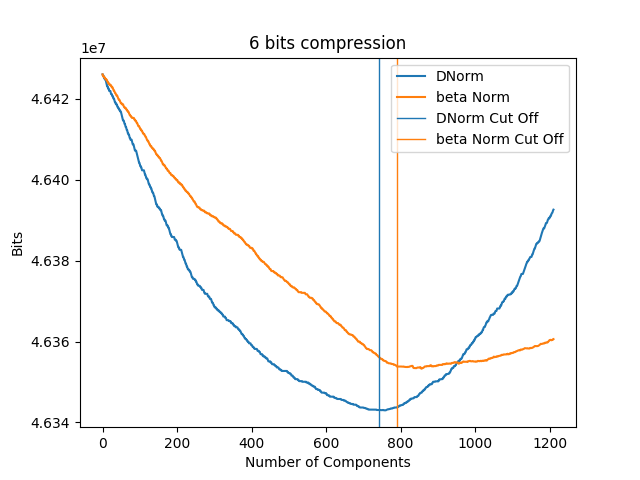 6 bits compression
1e7
4.642
4.640
4.638
4.636
4.634
Bits
DNorm
beta Norm
DNorm Cut Off
beta Norm Cut Off
0 200 400 600 800 1000 1200
Number of Components